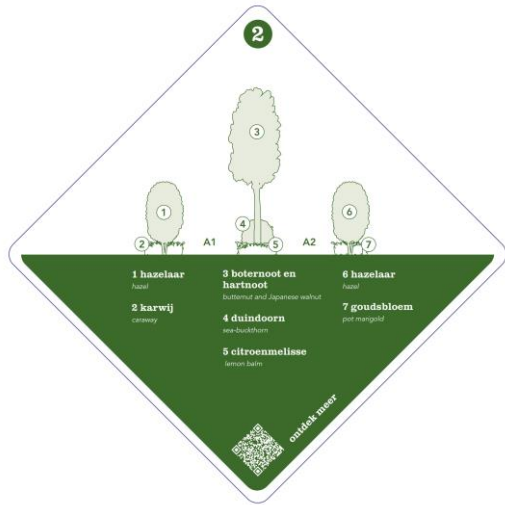 2
3
1
6
4
2
A1
5
A2
7
1 hazelaar
hazel
2 karwij
caraway
3 boternoot en
hartnoot
butternut and Japanese walnut
4 duindoorn
sea-buckthorn
5 citroenmelisse
lemon balm
6 hazelaar
hazel
7 goudsbloem
pot marigold
ontdek meer